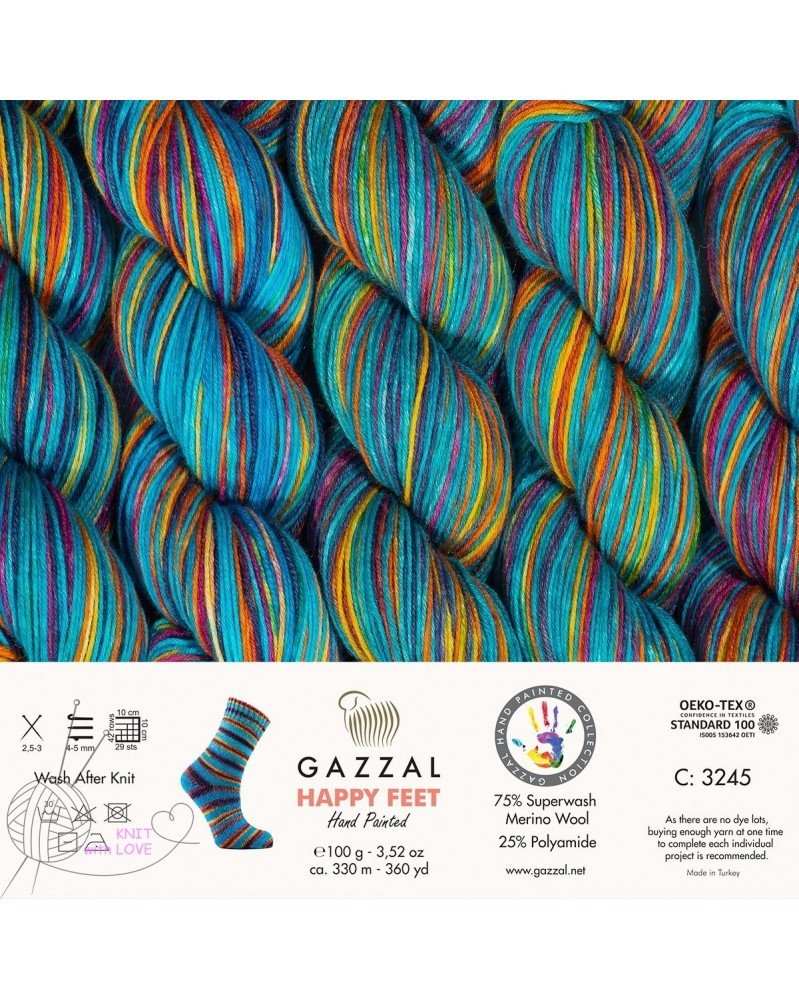 10 cm
42 rows
10 cm
2,5-3
4-5 mm
29 sts
Wash After Knit
30
KNIT
with LOVE
GAZZAL
HAPPY FEET
Hand Painted
℮100 g - 3,52 oz
ca. 330 m - 360 yd
GAZZAL HAND PAINTED COLLECTION
75% Superwash
Merino Wool
25% Polyamide
www.gazzal.net
OEKO-TEX®
CONFIDENCE IN TEXTILES
STANDARD 100
IS005 153642 OETI
C: 3245
As there are no dye lots,
buying enough yarn at one time
to complete each individual
project is recommended.
Made in Turkey